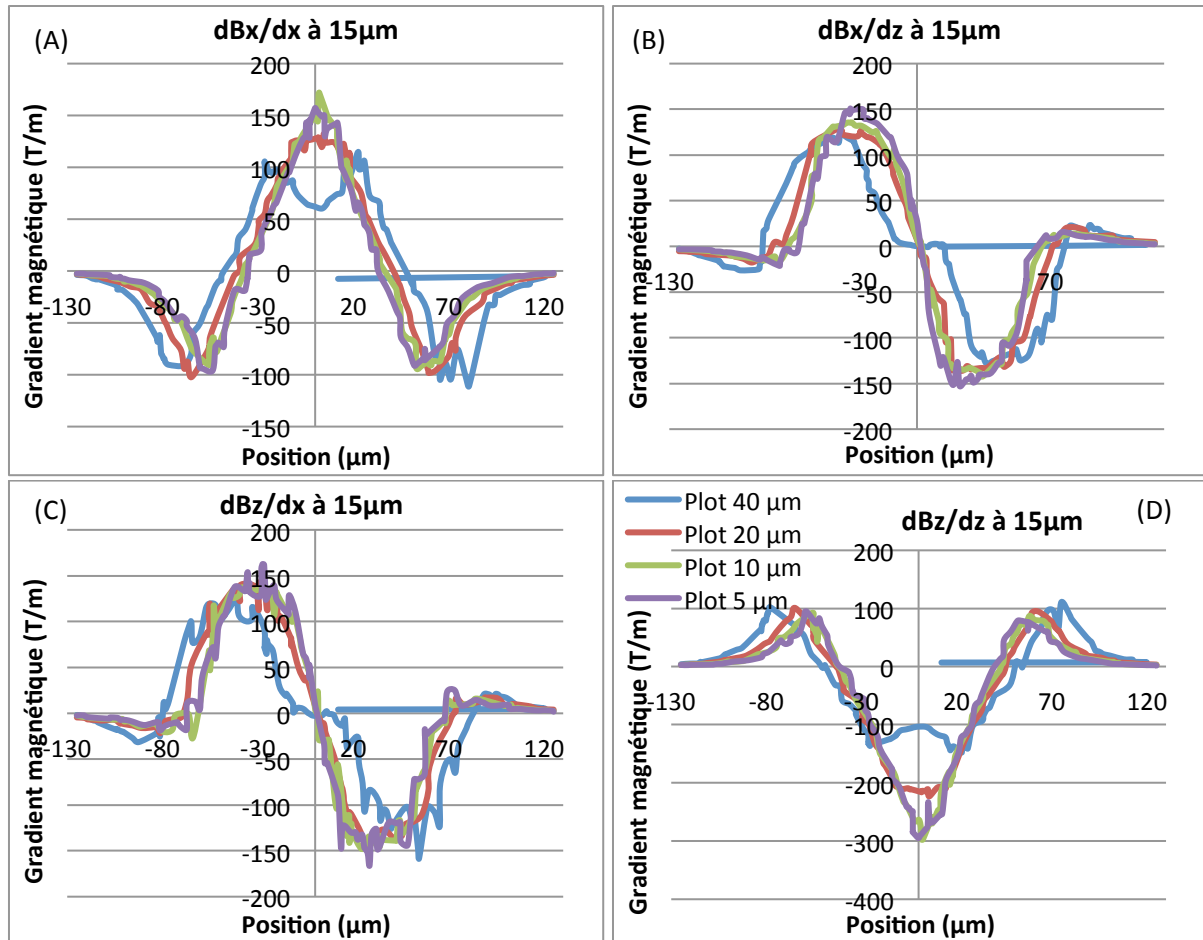 (A)
dBx/dx à 15µm
Gradient magnétique (T/m)
200
150
100
50
0
-50
-100
-150
-130
-80
-30
20
70
120
Position (µm)
(B)
dBx/dz à 15µm
Gradient magnétique (T/m)
200
150
100
50
0
-50
-100
-150
-200
-130
-80
-30
20
70
120
Position (µm)
(C)
dBz/dx à 15µm
Gradient magnétique (T/m)
200
150
100
50
0
-50
-100
-150
-200
-130
-80
-30
20
70
120
Position (µm)
Plot 40 µm
Plot 20 µm
Plot 10 µm
Plot 5 µm
(D)
dBz/dz à 15µm
Gradient magnétique (T/m)
200
100
0
-100
-200
-300
-400
-130
-80
-30
20
70
120
Position (µm)